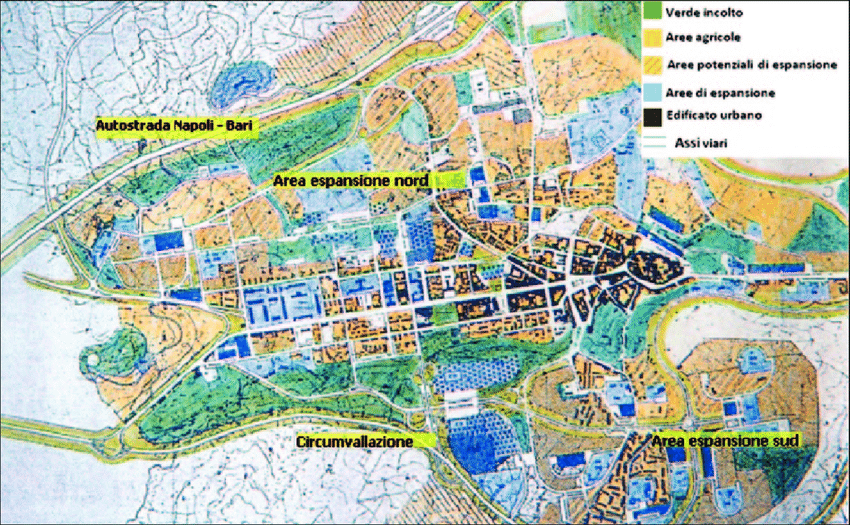 Verde incolto
Aree agricole
Aree potenziali di espansione
Aree di espansione
Edificato urbano
Assi viari
Autostrada Napoli - Bari
Area espansione nord
Circumvallazione
Area espansione sud